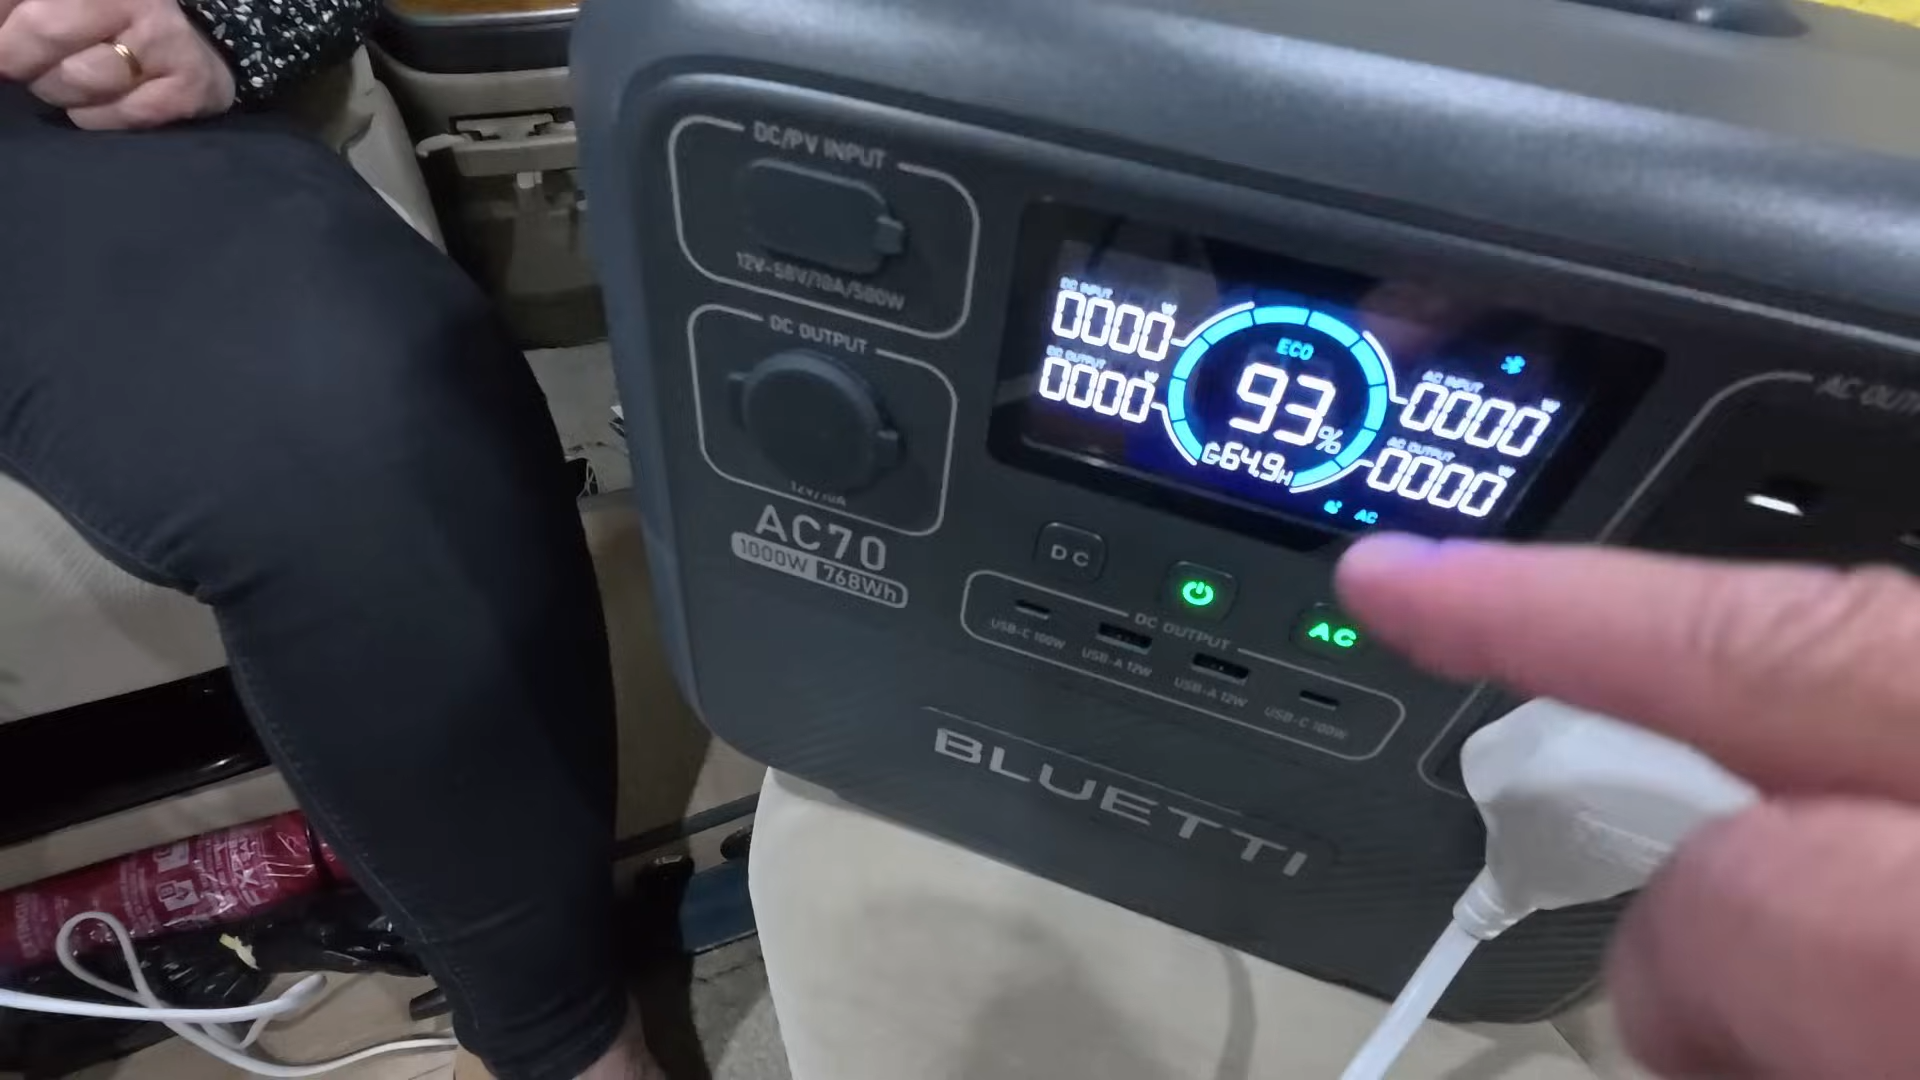 DC/PV INPUT
12V-58V/10A/500W
DC OUTPUT
12V/10A
AC70
1000W 768Wh
DC INPUT
0000 W
DC OUTPUT
0000 W
ECO
93 %
64.9H
AC INPUT
0000 W
AC OUTPUT
0000 W
AC
DC
AC
DC OUTPUT
USB-C 100W
USB-A 12W
USB-A 12W
USB-C 100W
BLUETTI